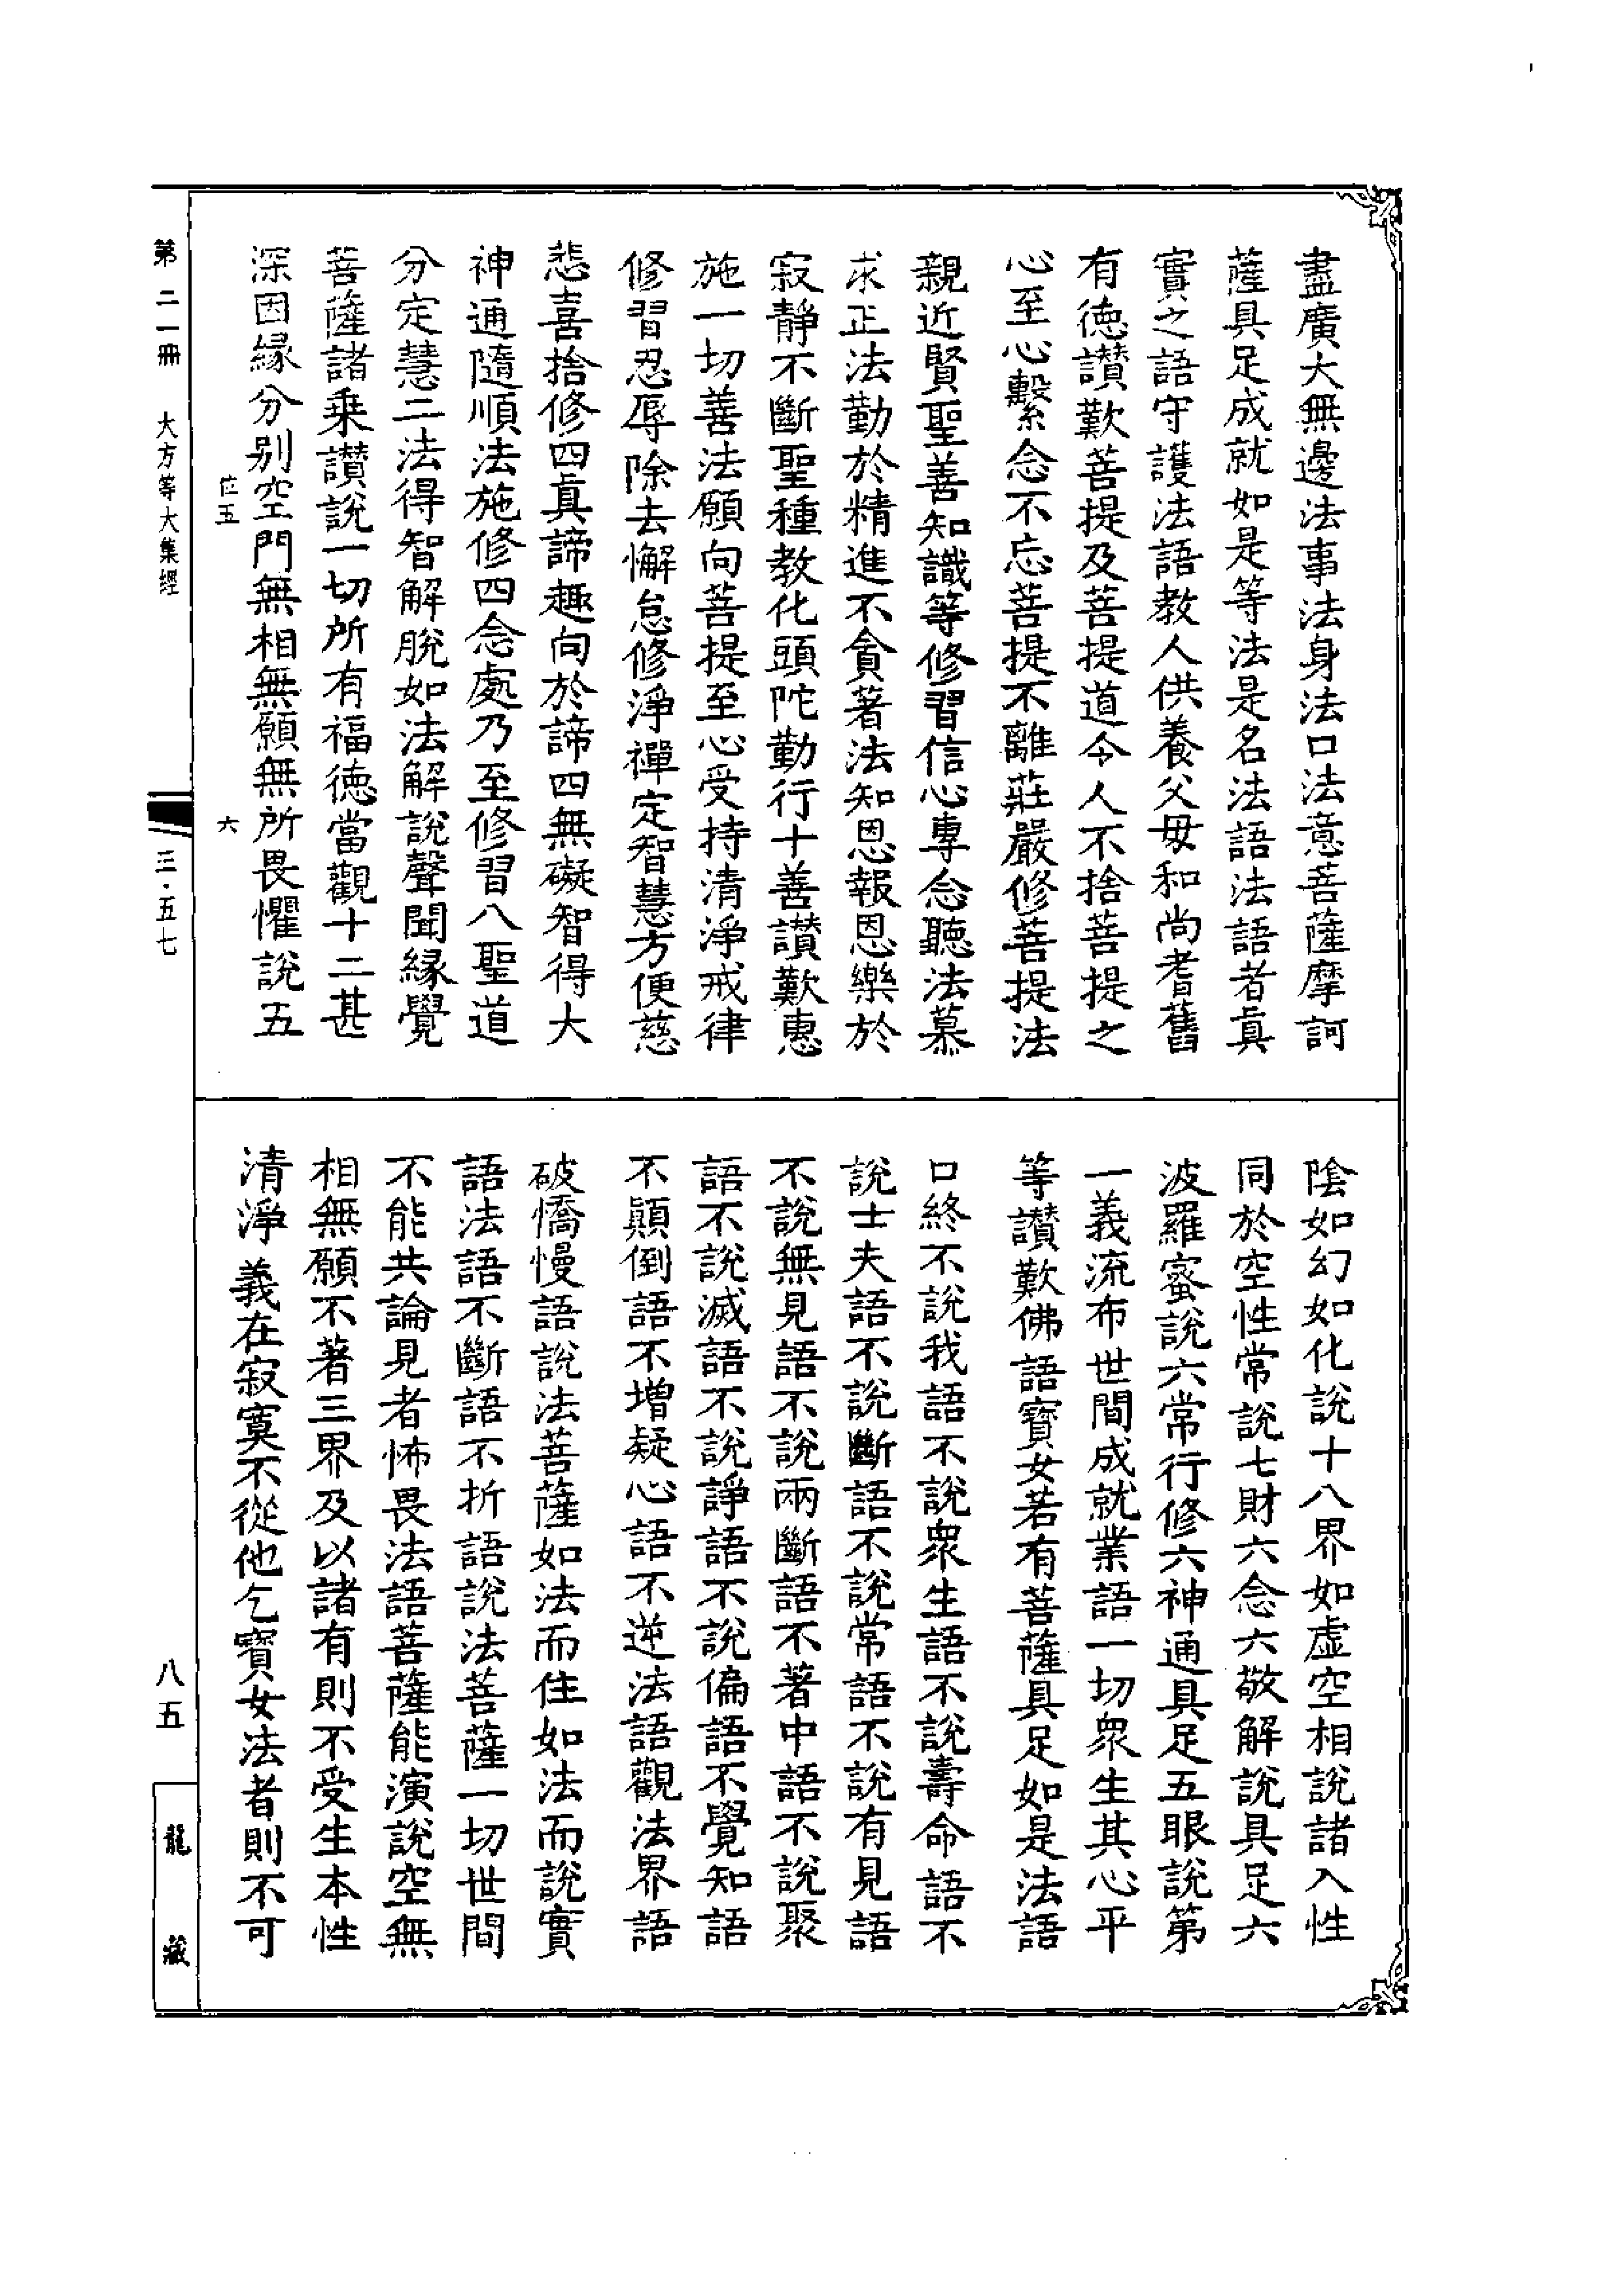 盡廣大無邊法事法身法口法意菩薩摩訶
薩具足成就如是等法是名法語法語者眞
實之語守護法語教人供養父毋和尚耆舊
有德讃歎菩提及菩提道令人不捨菩提之
心至心繫念不忘菩提不離莊嚴修菩提法
親近賢聖善知識等修習信心專念聽法慕
求正法勤於精進不貪著法知恩報恩樂於
寂靜不斷聖種教化頭陀勤行十善讃歎惠
施一切善法願向菩提至心受持清淨戒律
修習忍辱除去懈怠修淨禪定智慧方便慈
悲喜捨修四眞諦趣向於諦四無礙智得大
神通隨順法施修四念處乃至修習八聖道
分定慧二法得智解脫如法解說聲聞緣覺
菩薩諸乗讃說一切所有福德當觀十二甚
深因緣分別空門無相無願無所畏懼說五
陰如幻如化說十八界如虛空相說諸入性
同於空性常說七財六念六敬解說具足六
波羅蜜說六常行修六神通具足五眼說第
一義流布世間成就業語一切衆生其心平
等讃歎佛語寶女若有菩薩具足如是法語
口終不說我語不說衆生語不說壽命語不
說士夫語不說斷語不說常語不說有見語
不說無見語不說兩斷語不著中語不說聚
語不說滅語不說諍語不說偏語不覺知語
不顚倒語不增疑心語不逆法語觀法界語
破憍慢語說法菩薩如法而住如法而說實
語法語不斷語不折語說法菩薩一切世間
不能共論見者怖畏法語菩薩能演說空無
相無願不著三界及以諸有則不受生本性
清淨義在寂寞不從他乞寶女法者則不可
位五
六
第二一冊
大方等大集經
三·五七
八五
龍藏